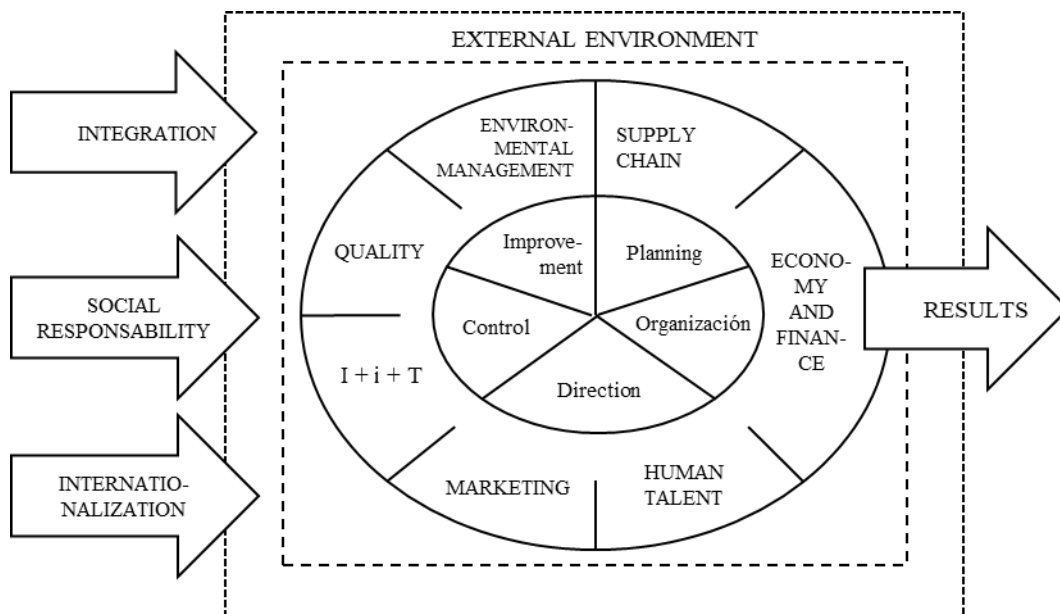 EXTERNAL ENVIRONMENT
INTEGRATION
SOCIAL
RESPONSABILITY
INTERNATIO-
NALIZATION
ENVIRON-
MENTAL
MANAGEMENT
SUPPLY
CHAIN
QUALITY
Improve-
ment
Planning
ECONO-
MY
AND
FINAN-
CE
Control
Organización
I + i + T
Direction
MARKETING
HUMAN
TALENT
RESULTS